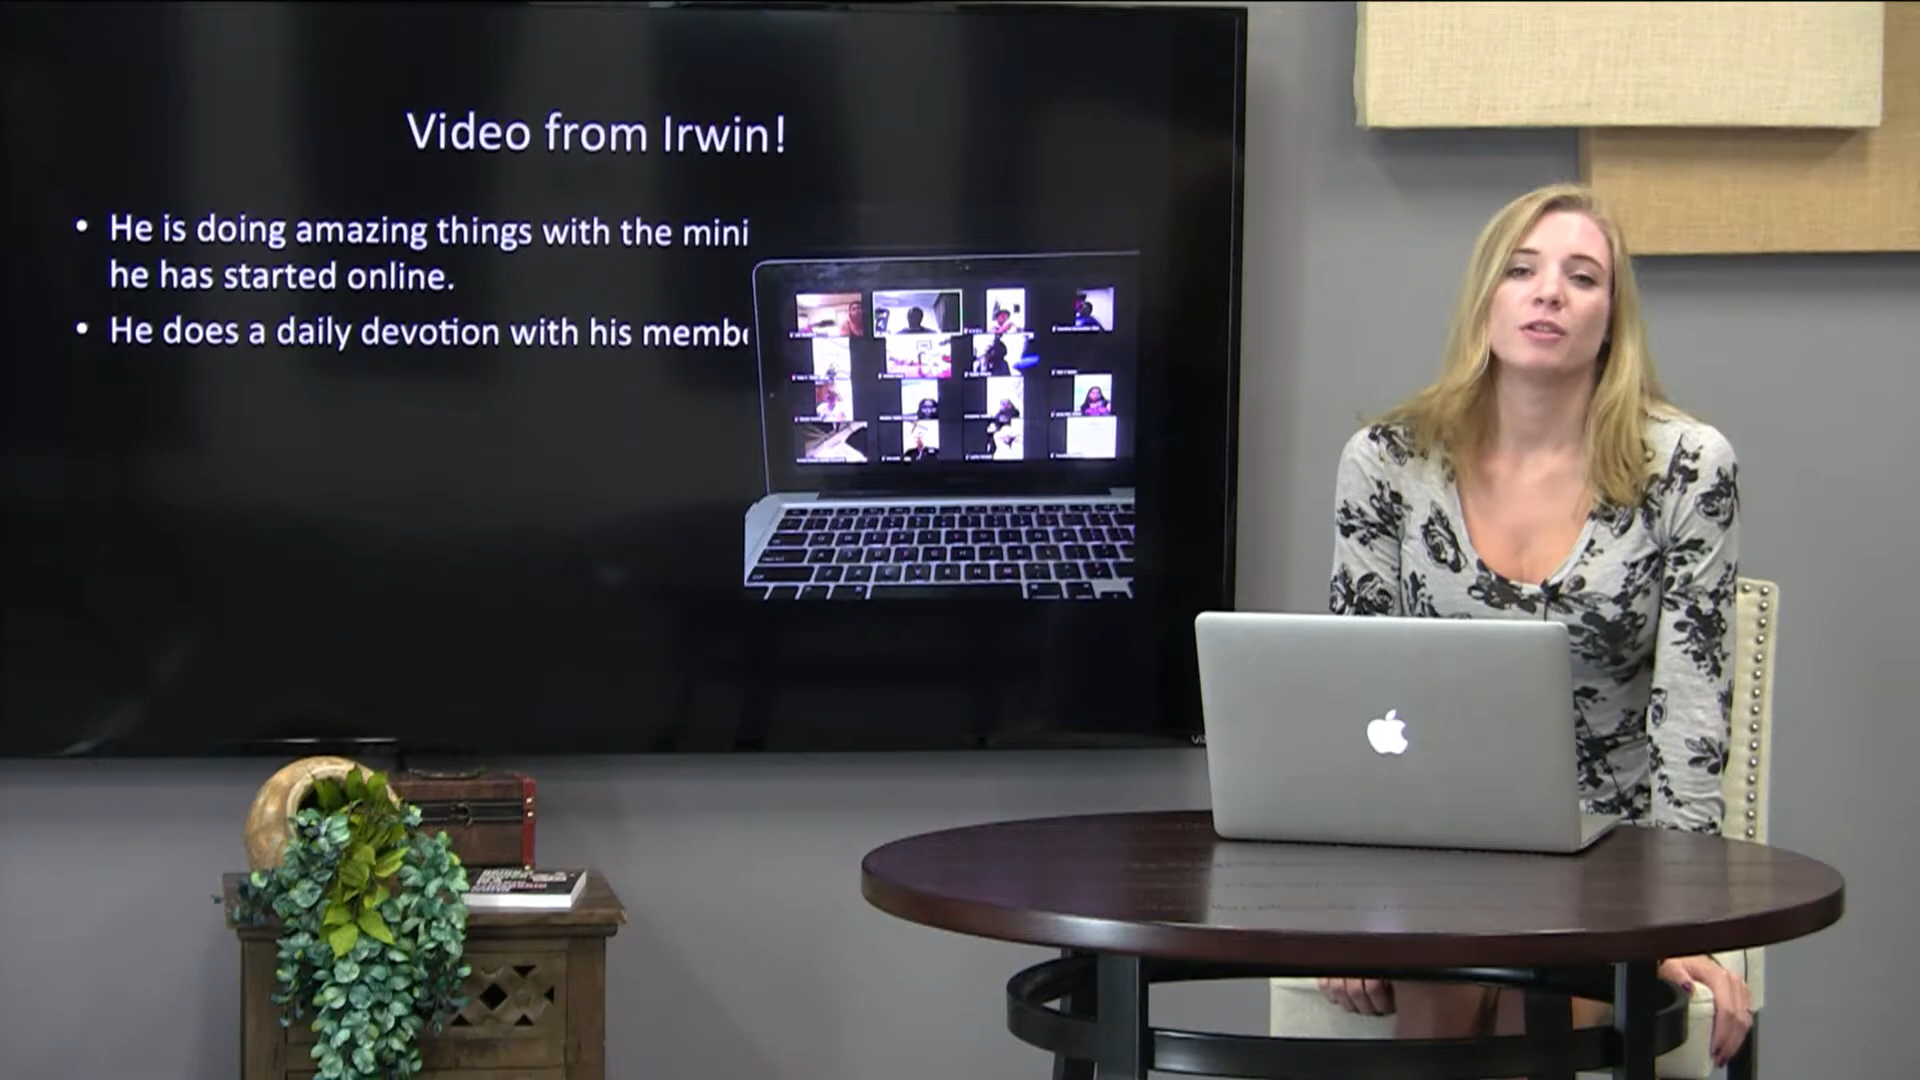 Video from Irwin!
• He is doing amazing things with the mini
he has started online.
• He does a daily devotion with his membe